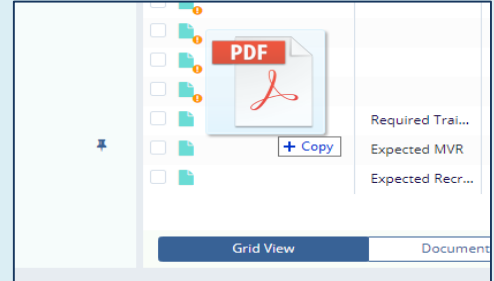 PDF
Required Trai...
+ Copy
Expected MVR
Expected Recr...
Grid View
Document